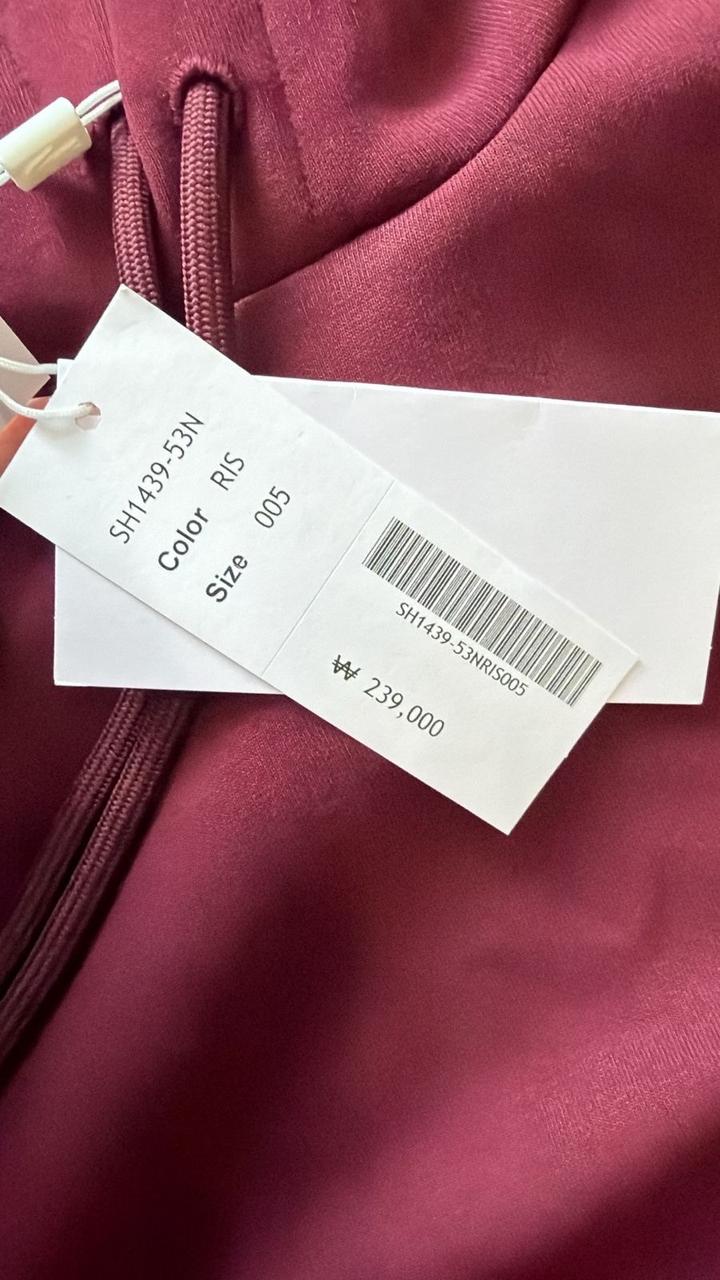 SH1439-53N
Color RIS
Size 005
SH1439-53NRIS005
₩ 239,000